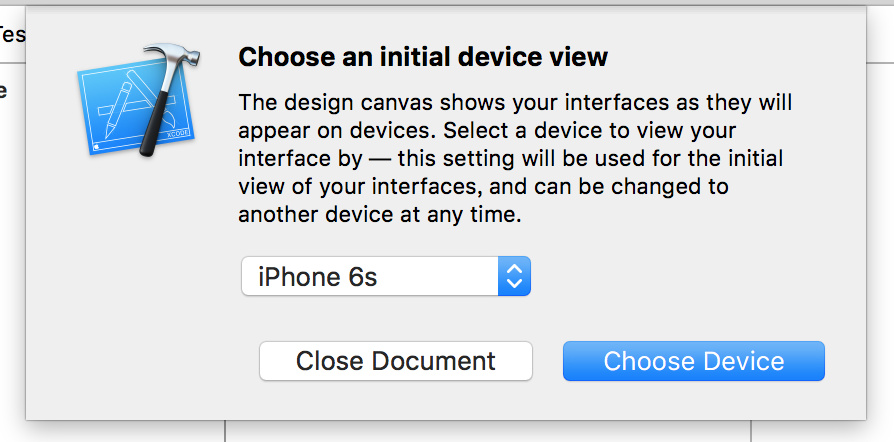 Tes
Choose an initial device view
The design canvas shows your interfaces as they will
appear on devices. Select a device to view your
interface by — this setting will be used for the initial
view of your interfaces, and can be changed to
another device at any time.
e
XCODE
iPhone 6s
Close Document
Choose Device